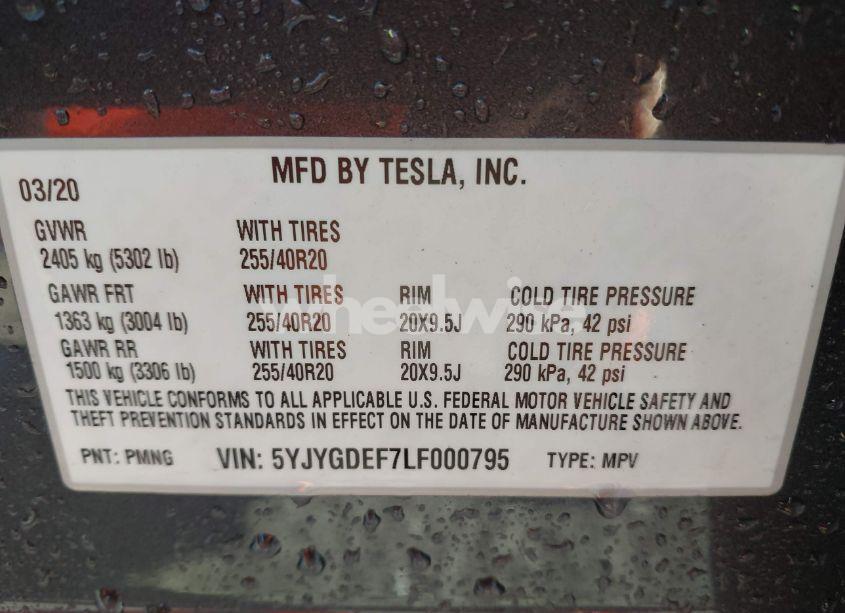 MFD BY TESLA, INC.
03/20
GVWR WITH TIRES
2405 kg (5302 lb) 255/40R20
GAWR FRT WITH TIRES RIM COLD TIRE PRESSURE
1363 kg (3004 lb) 255/40R20 20X9.5J 290 kPa, 42 psi
GAWR RR WITH TIRES RIM COLD TIRE PRESSURE
1500 kg (3306 lb) 255/40R20 20X9.5J 290 kPa, 42 psi
THIS VEHICLE CONFORMS TO ALL APPLICABLE U.S. FEDERAL MOTOR VEHICLE SAFETY AND
THEFT PREVENTION STANDARDS IN EFFECT ON THE DATE OF MANUFACTURE SHOWN ABOVE.
PNT: PMNG VIN: 5YJYGDEF7LF000795 TYPE: MPV
wheelwise